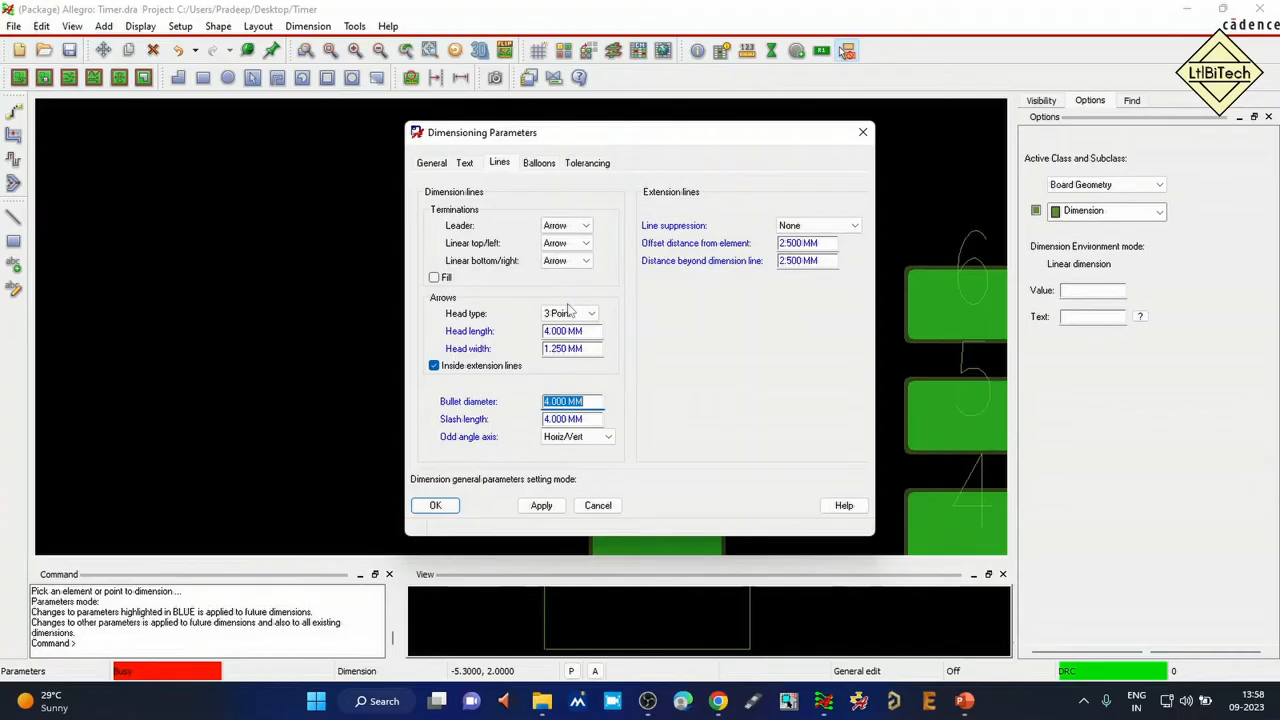 (Package) Allegro: Timer.dra Project: C:/Users/Pradeep/Desktop/Timer
File Edit View Add Display Setup Shape Layout Dimension Tools Help
cādence
LtlBiTech
Visibility Options Find
Options
Active Class and Subclass:
Board Geometry
Dimension
Dimension Environment mode:
Linear dimension
Value:
Text: ?
Dimensioning Parameters
General Text Lines Balloons Tolerancing
Dimension lines
Terminations
Leader: Arrow
Linear top/left: Arrow
Linear bottom/right: Arrow
Fill
Arrows
Head type: 3 Point
Head length: 4.000 MM
Head width: 1.250 MM
Inside extension lines
Bullet diameter: 4.000 MM
Slash length: 4.000 MM
Odd angle axis: Horiz/Vert
Extension lines
Line suppression: None
Offset distance from element: 2.500 MM
Distance beyond dimension line: 2.500 MM
Dimension general parameters setting mode:
OK Apply Cancel Help
6
5
4
Command
Pick an element or point to dimension ...
Parameters mode:
Changes to parameters highlighted in BLUE is applied to future dimensions.
Changes to other parameters is applied to future dimensions and also to all existing
dimensions.
Command >
View
Parameters Busy Dimension -5.3000, 2.0000 P A General edit Off DRC 0
29°C
Sunny
Search
ENG
IN
13:58
09-2023